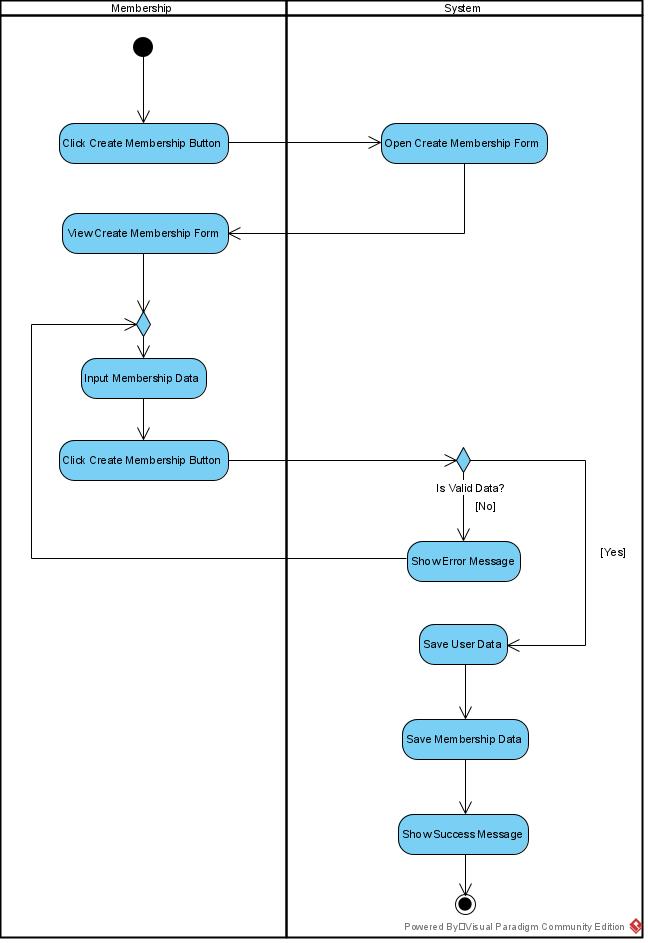 Membership
System
Click Create Membership Button
Open Create Membership Form
View Create Membership Form
Input Membership Data
Click Create Membership Button
Is Valid Data?
[No]
[Yes]
Show Error Message
Save User Data
Save Membership Data
Show Success Message
Powered By□Visual Paradigm Community Edition